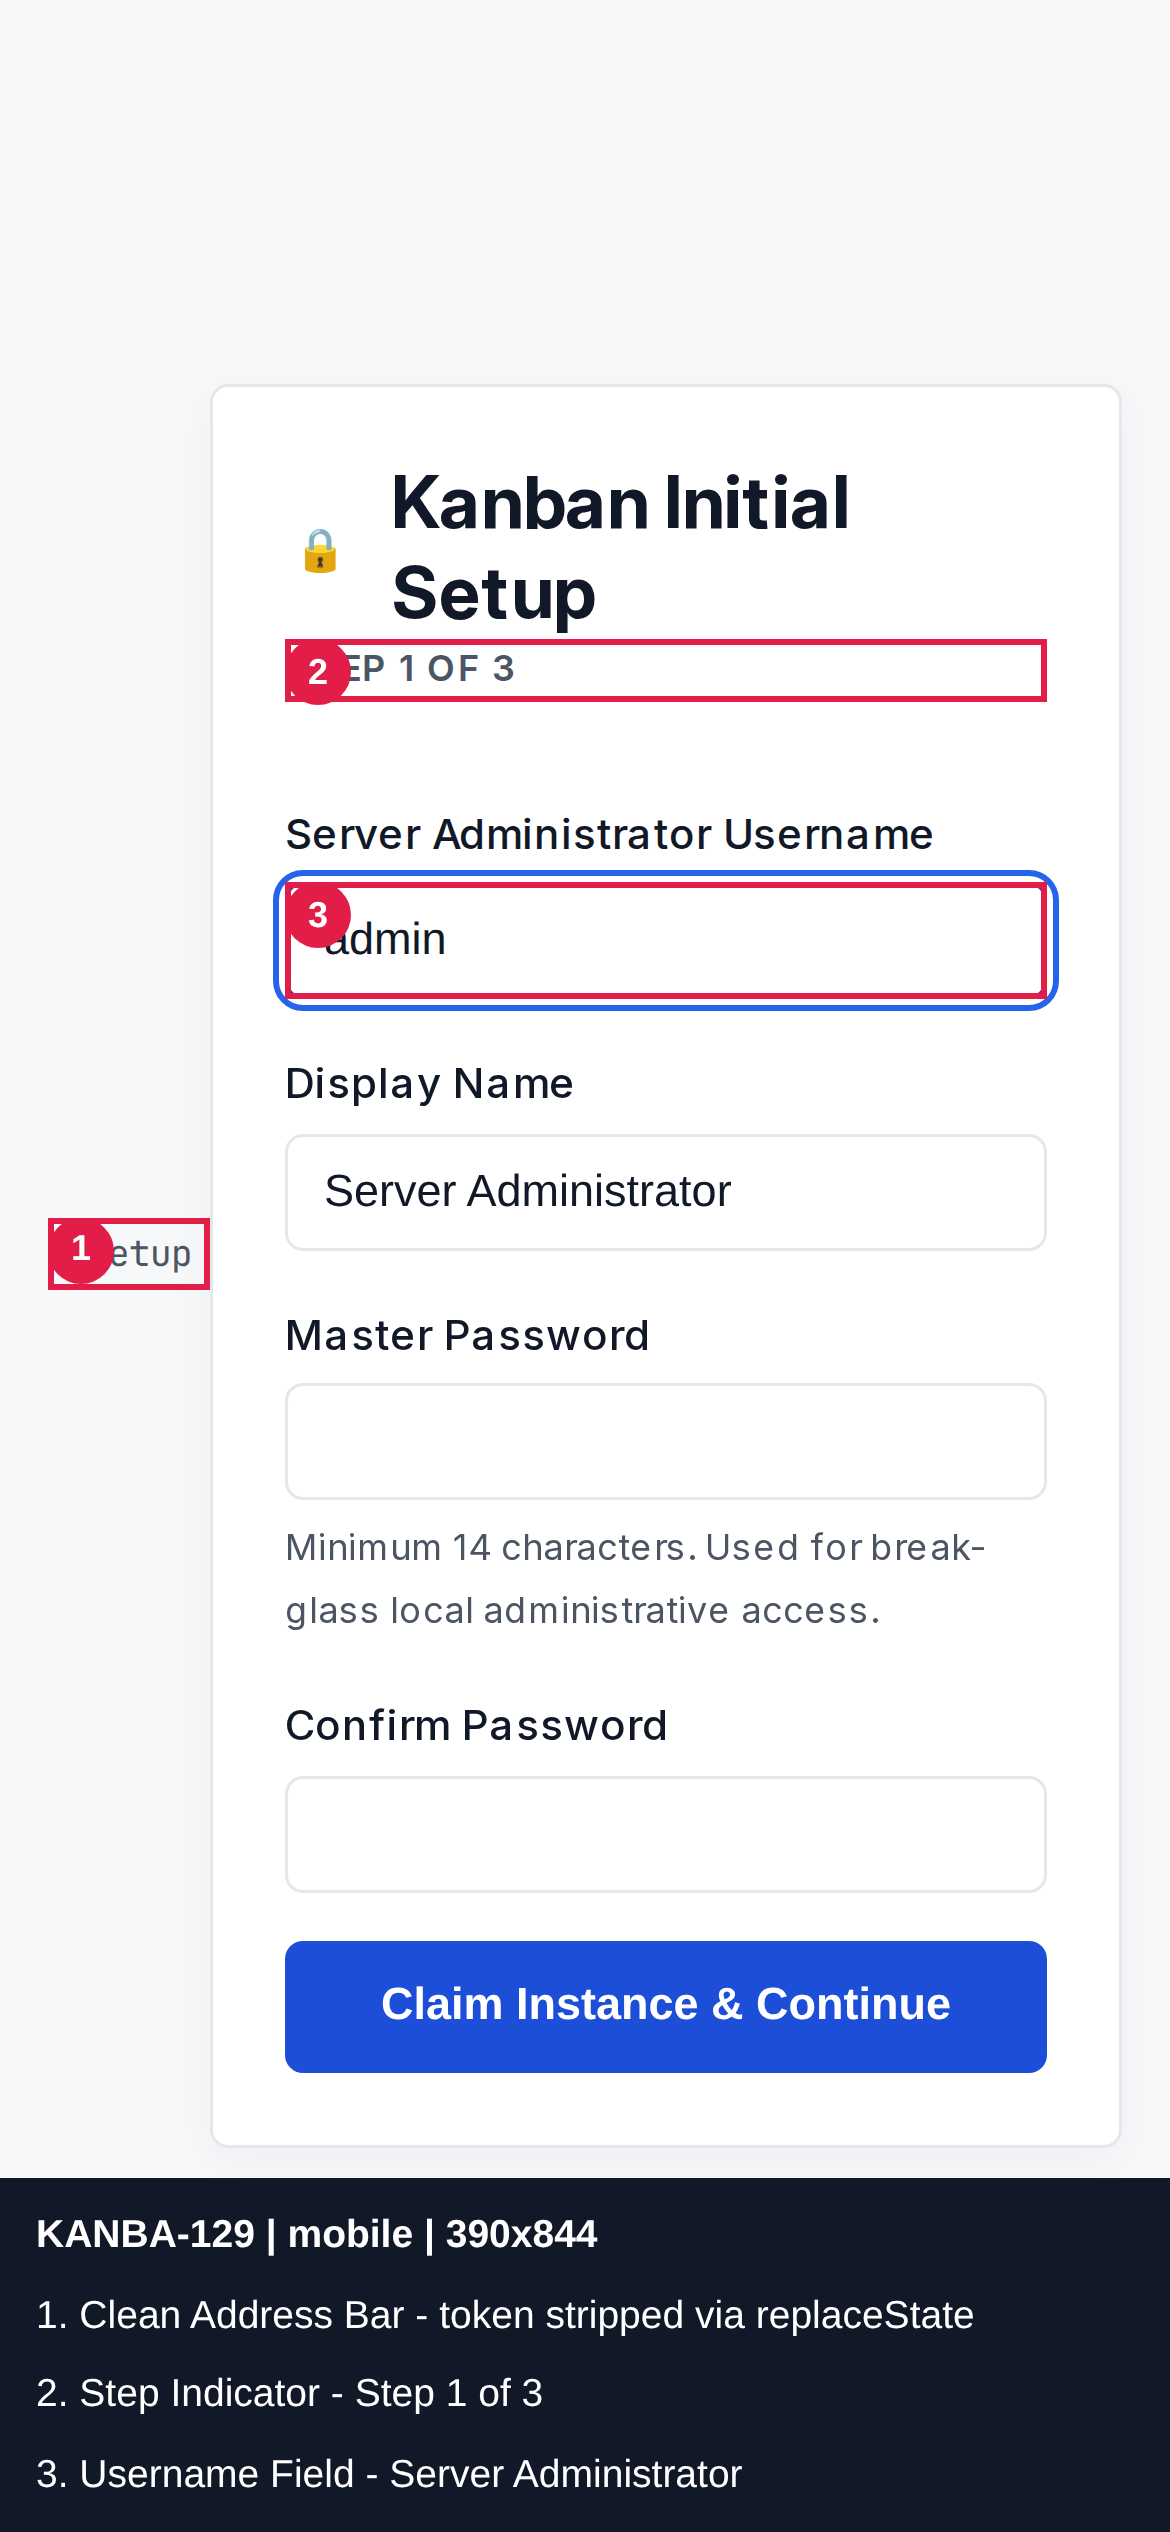 Kanban Initial
Setup
2 EP 1 OF 3
Server Administrator Username
3
admin
Display Name
Server Administrator
1 etup
Master Password
Minimum 14 characters. Used for break-
glass local administrative access.
Confirm Password
Claim Instance & Continue
KANBA-129 | mobile | 390x844
1. Clean Address Bar - token stripped via replaceState
2. Step Indicator - Step 1 of 3
3. Username Field - Server Administrator